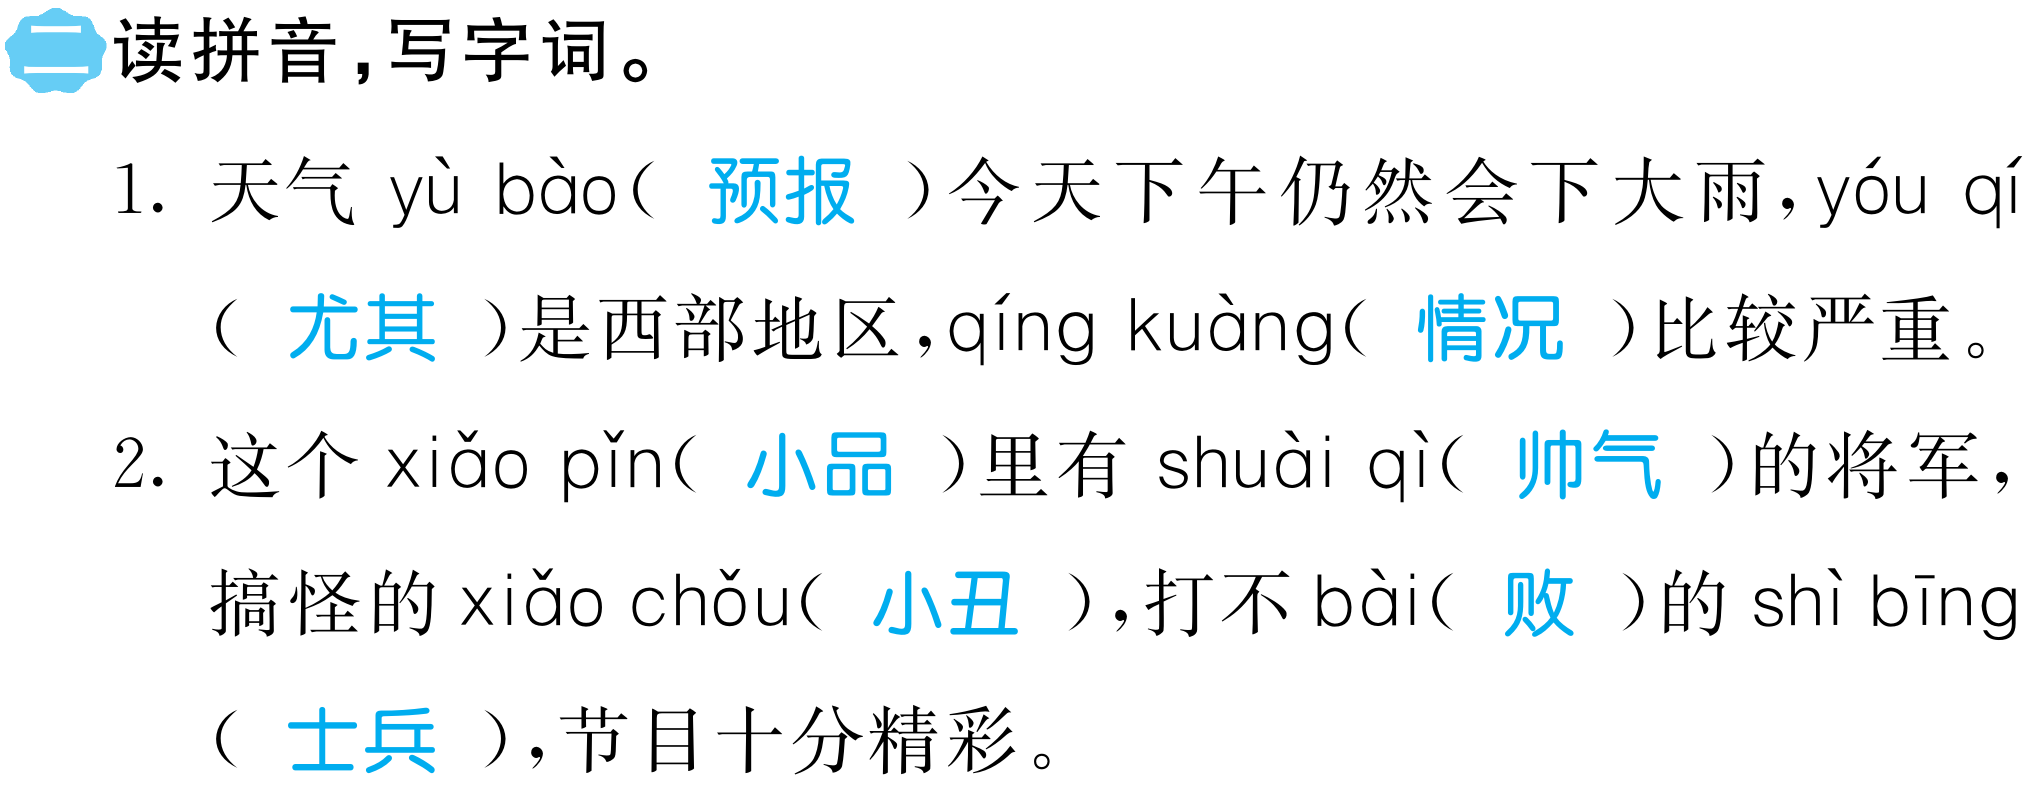 二 读拼音,写字词。
1. 天气 yù bào( 预报 )今天下午仍然会下大雨,yóu qí
( 尤其 )是西部地区,qíng kuàng( 情况 )比较严重。
2. 这个 xiǎo pǐn( 小品 )里有 shuài qì( 帅气 )的将军,
搞怪的 xiǎo chǒu( 小丑 ),打不 bài( 败 )的 shì bīng
( 士兵 ),节目十分精彩。